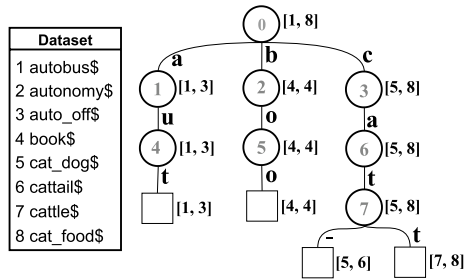 Dataset
1 autobus$
2 autonomy$
3 auto_off$
4 book$
5 cat_dog$
6 cattail$
7 cattle$
8 cat_food$
0 [1, 8]
a b c
1 [1, 3] 2 [4, 4] 3 [5, 8]
u o a
4 [1, 3] 5 [4, 4] 6 [5, 8]
t o t
[1, 3] [4, 4] 7 [5, 8]
- t
[5, 6] [7, 8]